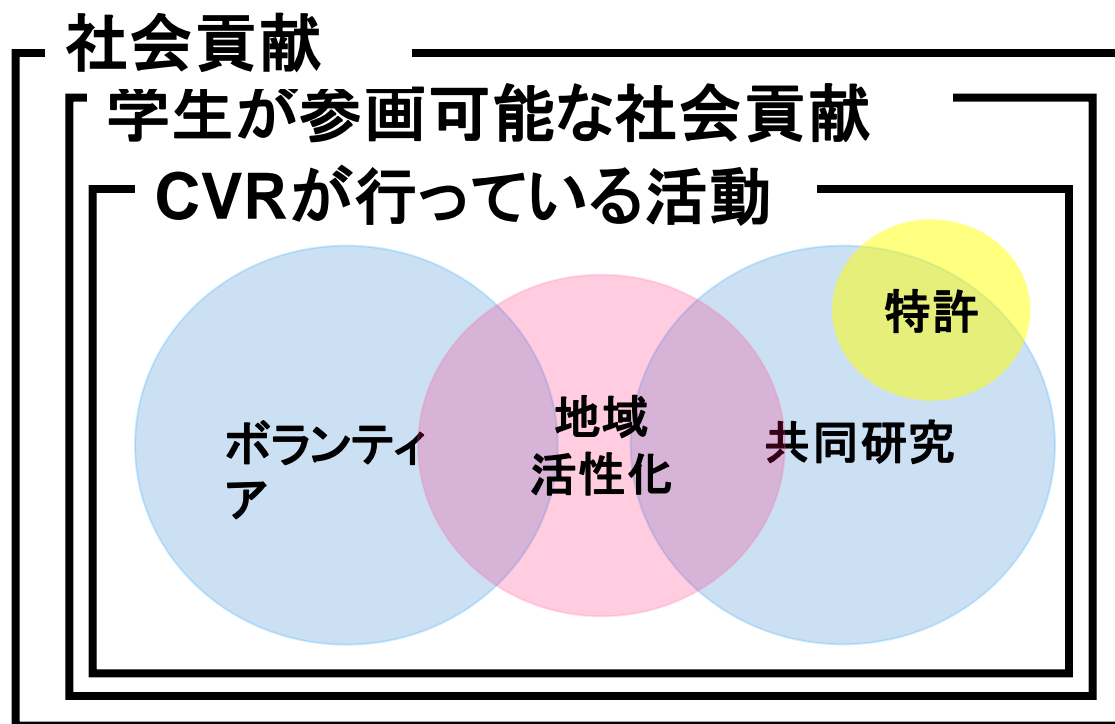 社会貢献
学生が参画可能な社会貢献
CVRが行っている活動
特許
ボランティ
ア
地域
活性化
共同研究